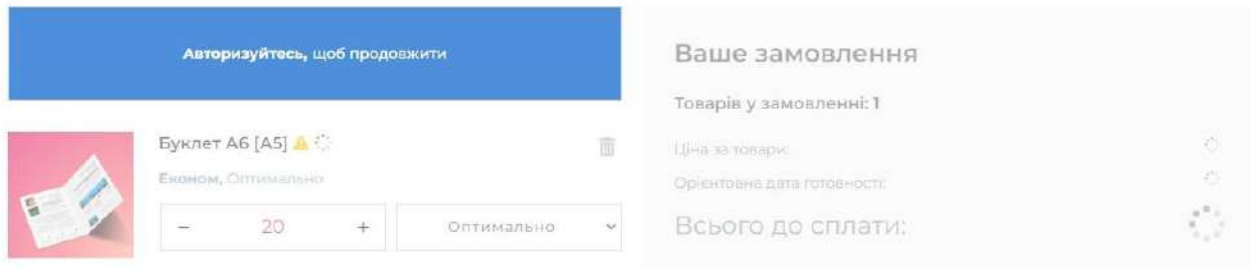 Авторизуйтесь, щоб продовжити
Буклет А6 [А5]
Економ, Оптимально
− 20 + Оптимально
Ваше замовлення
Товарів у замовленні: 1
Ціна за товари:
Орієнтовна дата готовності:
Всього до сплати: